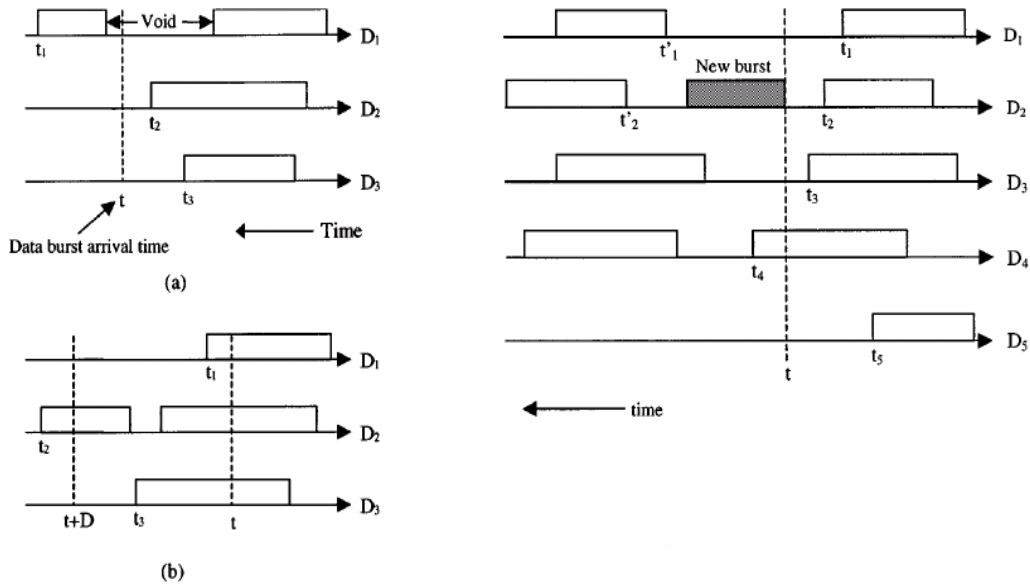 Void
t₁
D₁
t₂
D₂
t₃
D₃
t
Data burst arrival time
Time
(a)
t₁
D₁
t₂
D₂
t+D
t₃
t
D₃
(b)
t'₁
t₁
D₁
New burst
t'₂
t₂
D₂
t₃
D₃
t₄
D₄
t₅
D₅
t
time